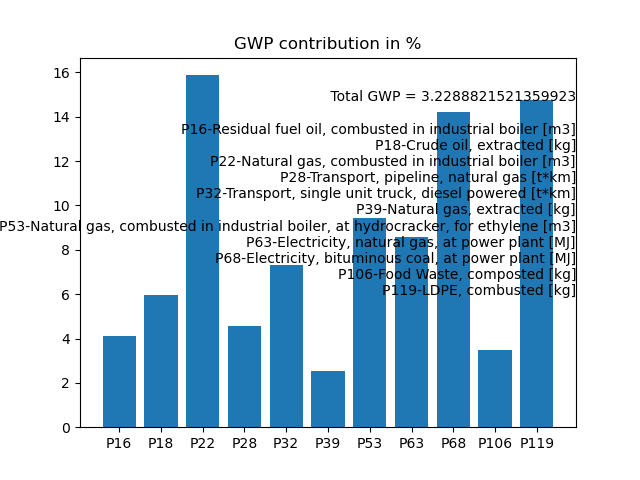 GWP contribution in %
16
14
12
10
8
6
4
2
0
Total GWP = 3.2288821521359923
P16-Residual fuel oil, combusted in industrial boiler [m3]
P18-Crude oil, extracted [kg]
P22-Natural gas, combusted in industrial boiler [m3]
P28-Transport, pipeline, natural gas [t*km]
P32-Transport, single unit truck, diesel powered [t*km]
P39-Natural gas, extracted [kg]
P53-Natural gas, combusted in industrial boiler, at hydrocracker, for ethylene [m3]
P63-Electricity, natural gas, at power plant [MJ]
P68-Electricity, bituminous coal, at power plant [MJ]
P106-Food Waste, composted [kg]
P119-LDPE, combusted [kg]
P16 P18 P22 P28 P32 P39 P53 P63 P68 P106 P119